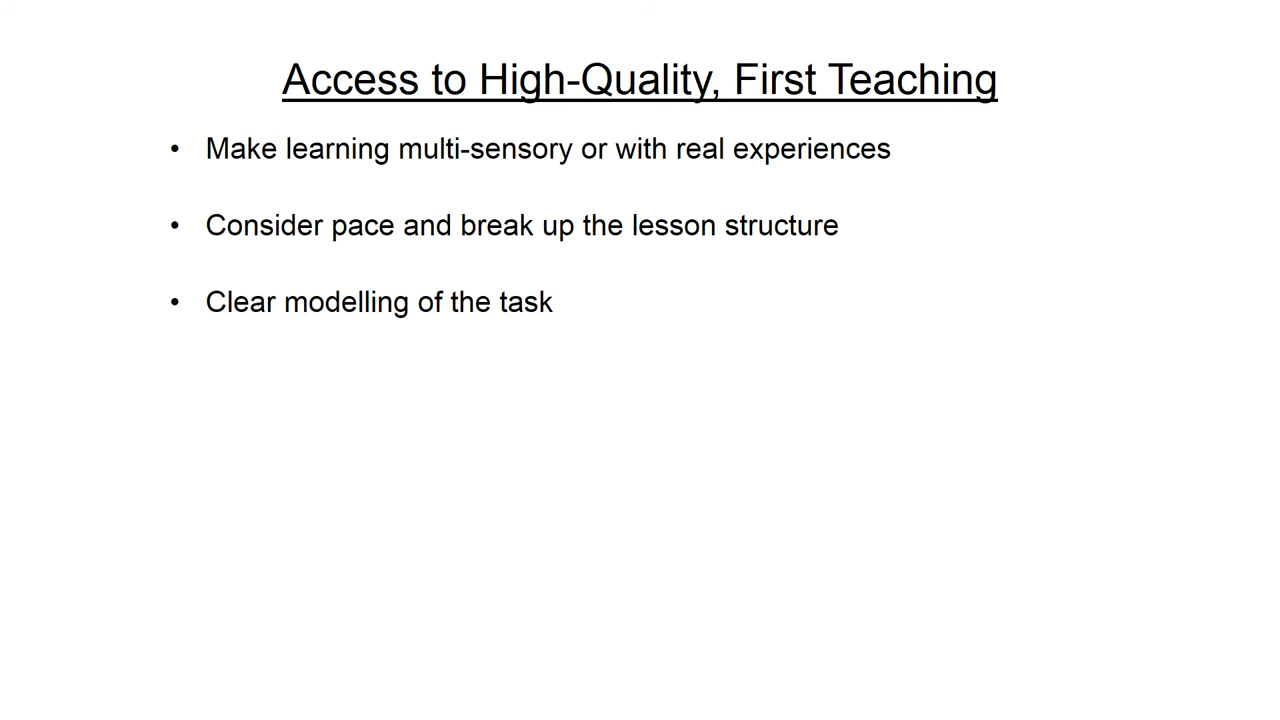 Access to High-Quality, First Teaching
• Make learning multi-sensory or with real experiences
• Consider pace and break up the lesson structure
• Clear modelling of the task